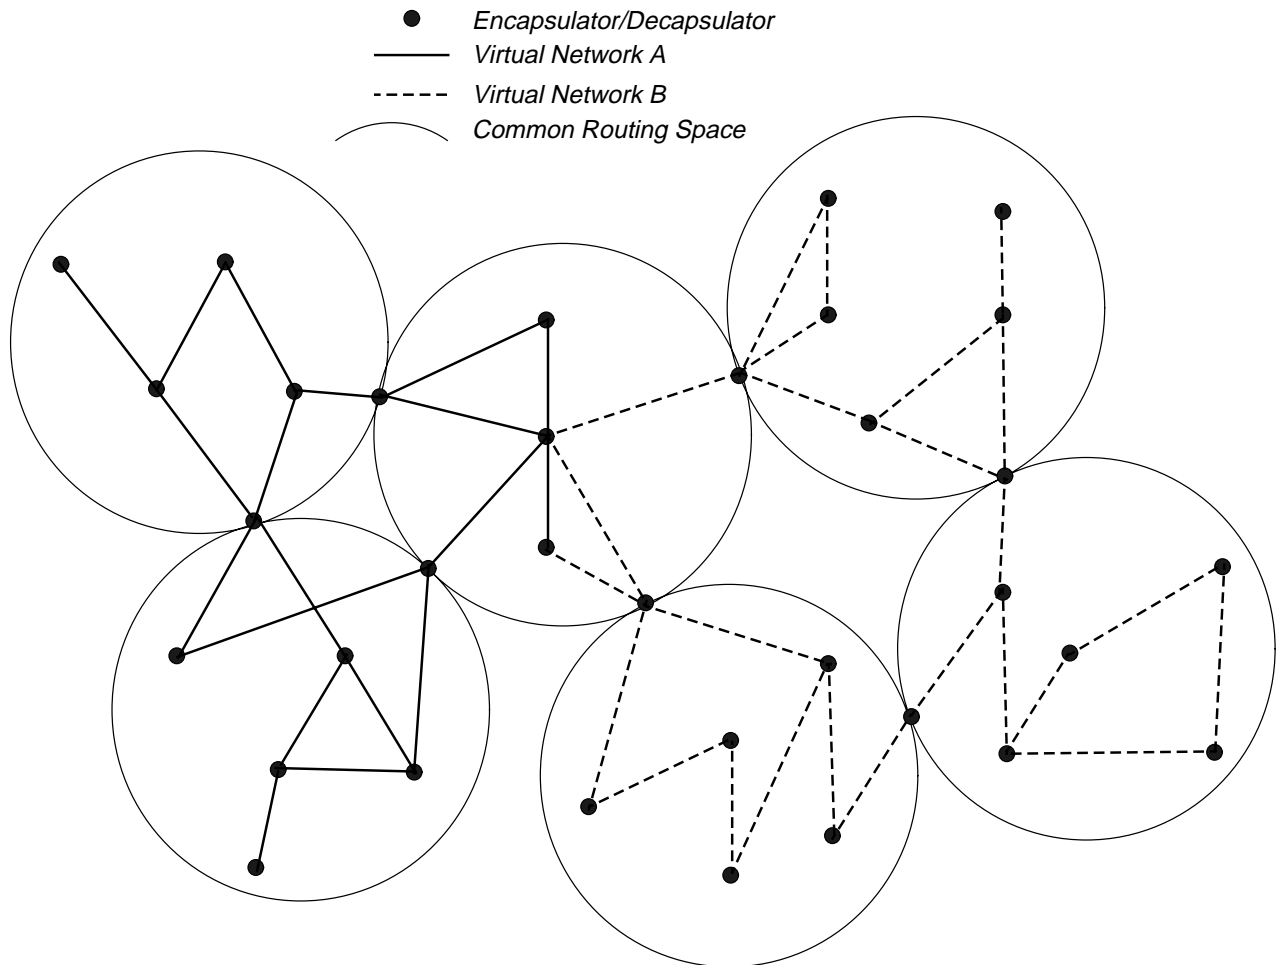 Encapsulator/Decapsulator
Virtual Network A
Virtual Network B
Common Routing Space